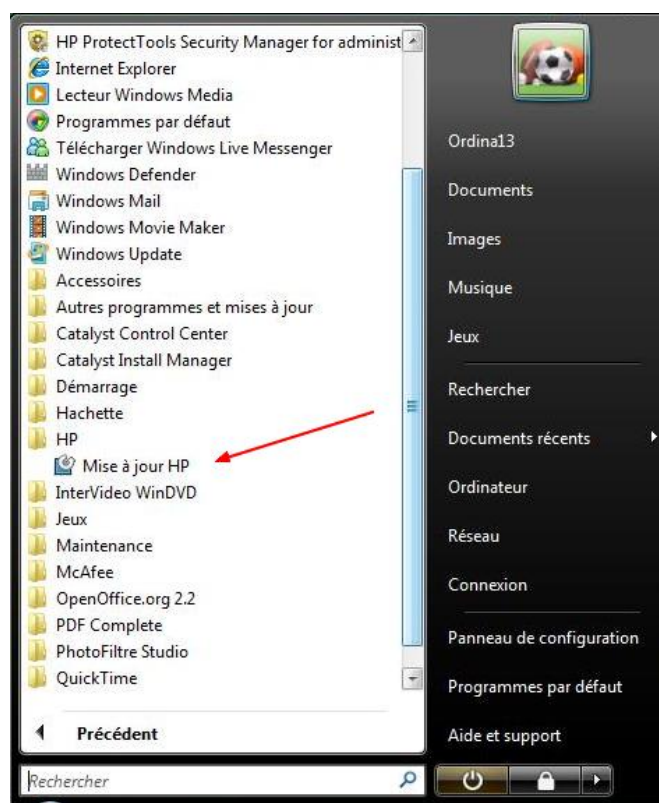 HP ProtectTools Security Manager for administ
Internet Explorer
Lecteur Windows Media
Programmes par défaut
Télécharger Windows Live Messenger
Windows Defender
Windows Mail
Windows Movie Maker
Windows Update
Accessoires
Autres programmes et mises à jour
Catalyst Control Center
Catalyst Install Manager
Démarrage
Hachette
HP
Mise à jour HP
InterVideo WinDVD
Jeux
Maintenance
McAfee
OpenOffice.org 2.2
PDF Complete
PhotoFiltre Studio
QuickTime
Précédent
Rechercher
Ordina13
Documents
Images
Musique
Jeux
Rechercher
Documents récents
Ordinateur
Réseau
Connexion
Panneau de configuration
Programmes par défaut
Aide et support